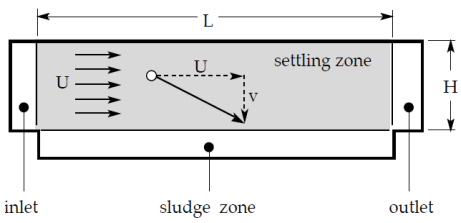 L
settling zone
U
U
v
H
inlet
sludge zone
outlet